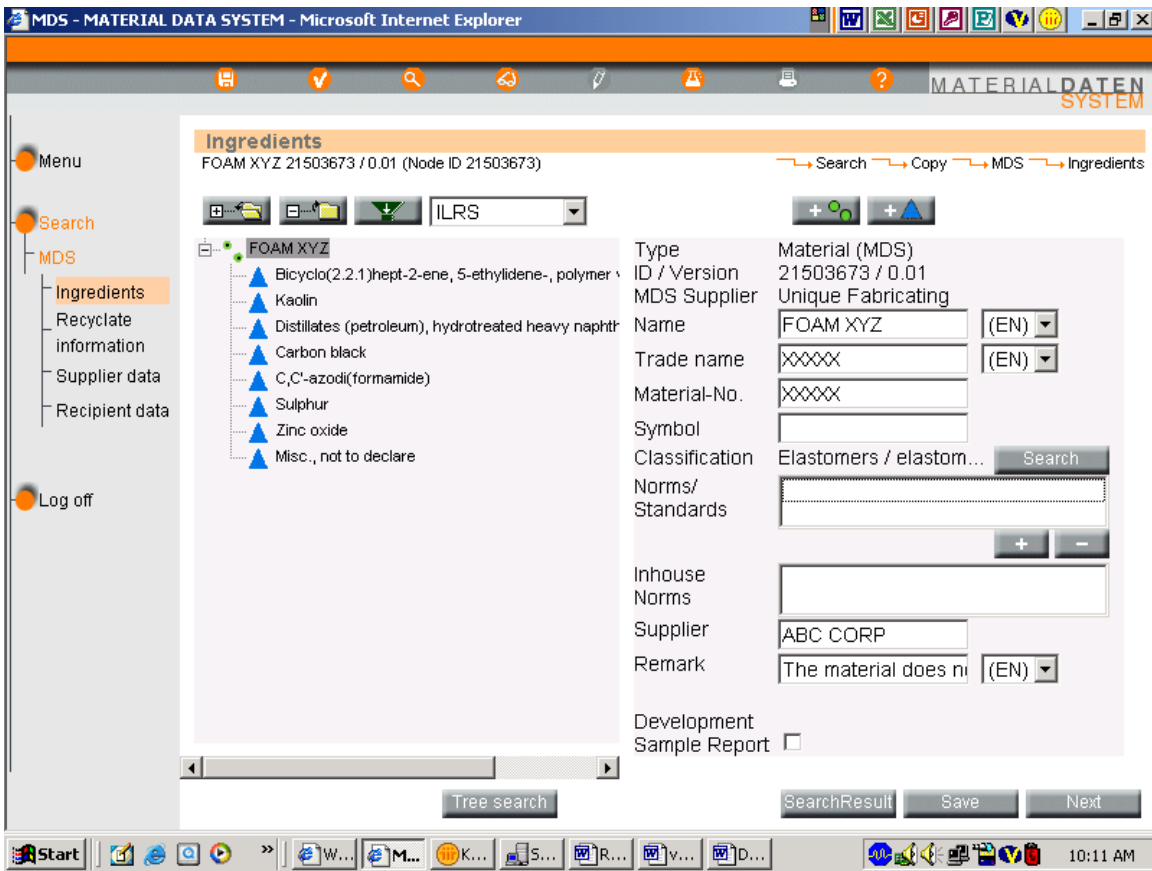 MDS - MATERIAL DATA SYSTEM - Microsoft Internet Explorer
MATERIALDATEN
SYSTEM
Menu
Search
MDS
Ingredients
Recyclate
information
Supplier data
Recipient data
Log off
Ingredients
FOAM XYZ 21503673 / 0.01 (Node ID 21503673)
Search Copy MDS Ingredients
ILRS
FOAM XYZ
Bicyclo(2.2.1)hept-2-ene, 5-ethylidene-, polymer
Kaolin
Distillates (petroleum), hydrotreated heavy naphth
Carbon black
C,C'-azodi(formamide)
Sulphur
Zinc oxide
Misc., not to declare
Type Material (MDS)
ID / Version 21503673 / 0.01
MDS Supplier Unique Fabricating
Name FOAM XYZ (EN)
Trade name XXXXX (EN)
Material-No. XXXXX
Symbol
Classification Elastomers / elastom... Search
Norms/
Standards
+ −
Inhouse
Norms
Supplier ABC CORP
Remark The material does n (EN)
Development
Sample Report
Tree search SearchResult Save Next
Start » W... M... K... S... R... v... D... 10:11 AM